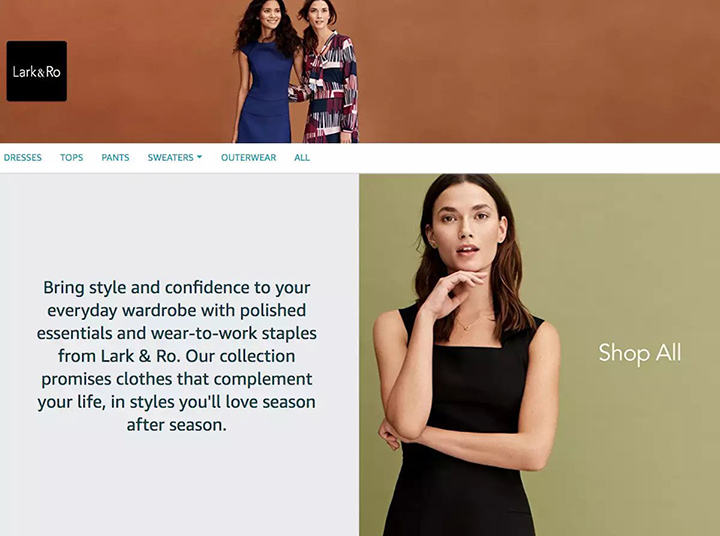 Lark & Ro
DRESSES TOPS PANTS SWEATERS OUTERWEAR ALL
Bring style and confidence to your
everyday wardrobe with polished
essentials and wear-to-work staples
from Lark & Ro. Our collection
promises clothes that complement
your life, in styles you'll love season
after season.
Shop All